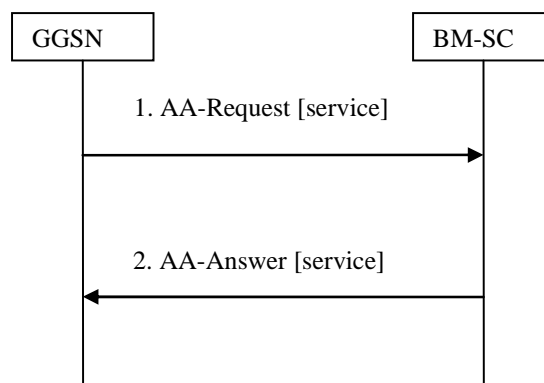 GGSN
BM-SC
1. AA-Request [service]
2. AA-Answer [service]